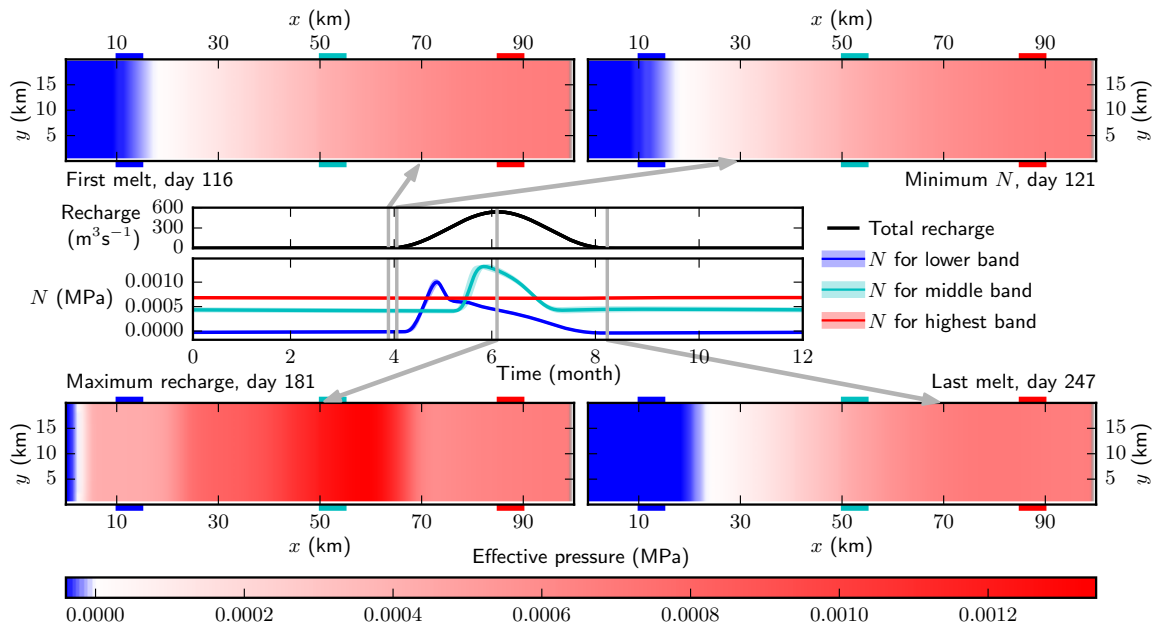 x (km)
x (km)
10 30 50 70 90
10 30 50 70 90
y (km)
15
10
5
15
10
5
y (km)
First melt, day 116
Minimum N, day 121
Recharge
(m³s⁻¹)
600
300
0
Total recharge
N for lower band
N for middle band
N for highest band
N (MPa)
0.0010
0.0005
0.0000
0 2 4 6 8 10 12
Time (month)
Maximum recharge, day 181
Last melt, day 247
y (km)
15
10
5
15
10
5
y (km)
10 30 50 70 90
10 30 50 70 90
x (km)
x (km)
Effective pressure (MPa)
0.0000 0.0002 0.0004 0.0006 0.0008 0.0010 0.0012